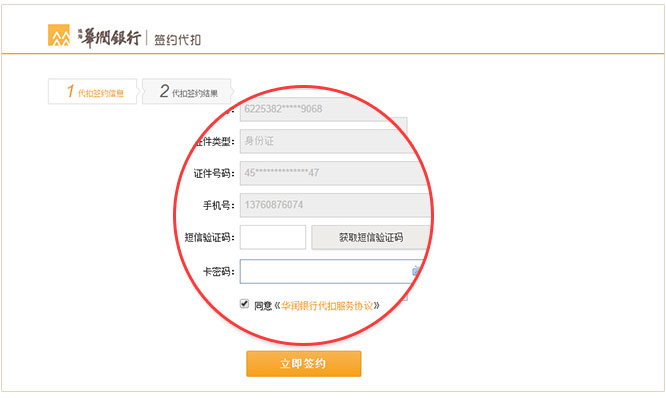 珠海 華潤銀行 签约代扣
1 代扣签约信息 2 代扣签约结果
6225382*****9068
证件类型： 身份证
证件号码： 45**************47
手机号： 13760876074
短信验证码： 获取短信验证码
卡密码：
同意《华润银行代扣服务协议》
立即签约